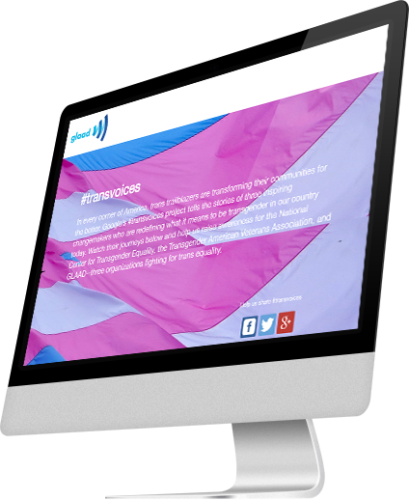 glaad
#transvoices
In every corner of America, trans trailblazers are transforming their communities for
the better. Google's #transvoices project tells the stories of three inspiring
changemakers who are redefining what it means to be transgender in our country
today. Watch their journeys below and help us raise awareness for the National
Center for Transgender Equality, the Transgender American Veterans Association, and
GLAAD–three organizations fighting for trans equality.
Help us share #transvoices